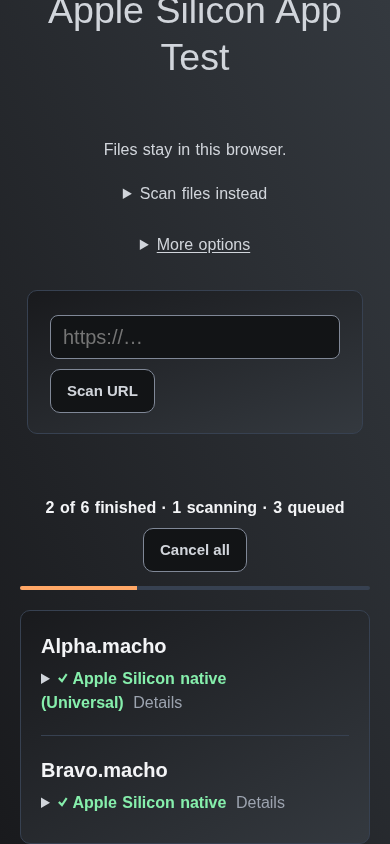 Apple Silicon App
Test
Files stay in this browser.
▶ Scan files instead
▶ More options
https://…
Scan URL
2 of 6 finished · 1 scanning · 3 queued
Cancel all
Alpha.macho
▶ ✓ Apple Silicon native
(Universal) Details
Bravo.macho
▶ ✓ Apple Silicon native Details